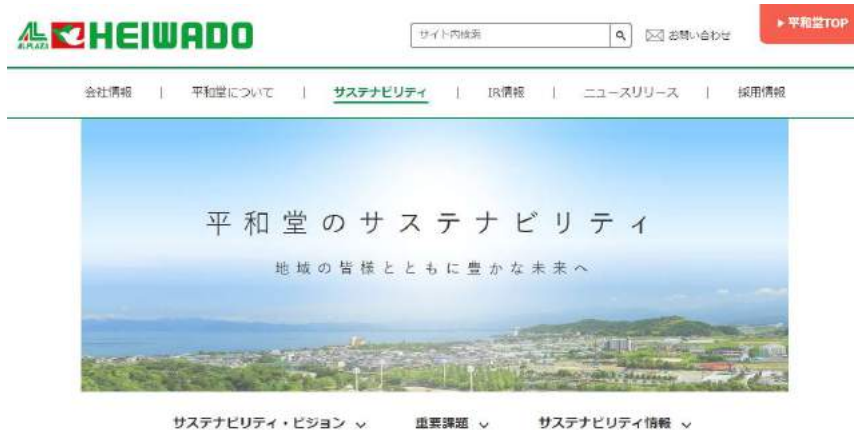 AL PLAZA HEIWADO
サイト内検索
お問い合わせ
▶ 平和堂TOP
会社情報 | 平和堂について | サステナビリティ | IR情報 | ニュースリリース | 採用情報
平和堂のサステナビリティ
地域の皆様とともに豊かな未来へ
サステナビリティ・ビジョン 重要課題 サステナビリティ情報